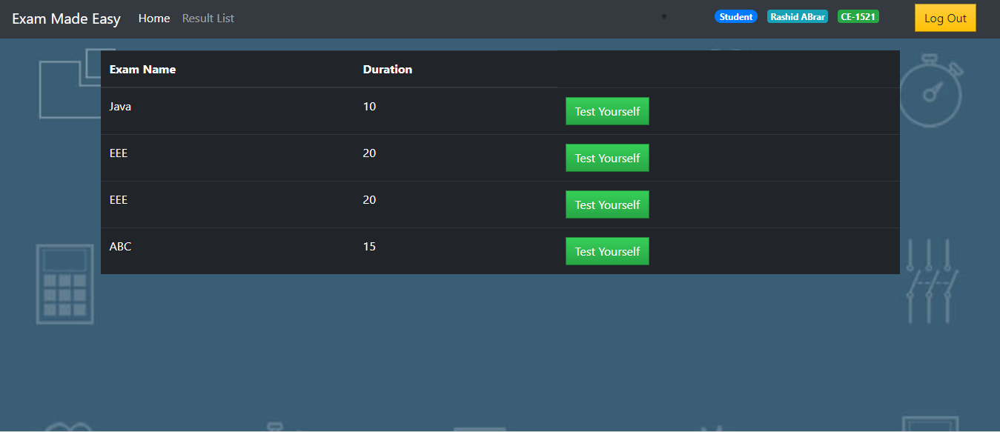 Exam Made Easy Home Result List Student Rashid ABrar CE-1521 Log Out
Exam Name Duration
Java 10 Test Yourself
EEE 20 Test Yourself
EEE 20 Test Yourself
ABC 15 Test Yourself